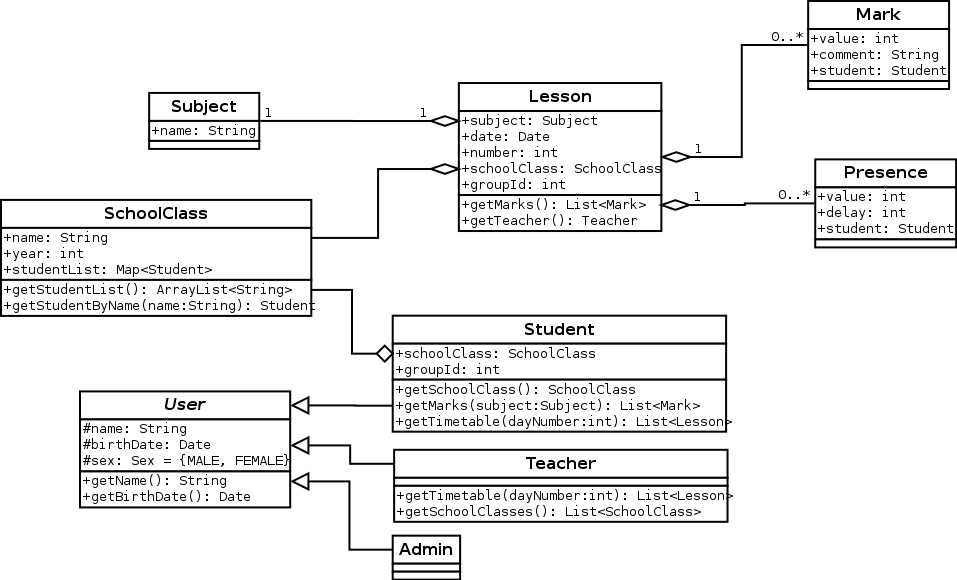 Mark
+value: int
+comment: String
+student: Student
0..*
1
Subject
+name: String
1
1
Lesson
+subject: Subject
+date: Date
+number: int
+schoolClass: SchoolClass
+groupId: int
+getMarks(): List<Mark>
+getTeacher(): Teacher
1
0..*
Presence
+value: int
+delay: int
+student: Student
SchoolClass
+name: String
+year: int
+studentList: Map<Student>
+getStudentList(): ArrayList<String>
+getStudentByName(name:String): Student
Student
+schoolClass: SchoolClass
+groupId: int
+getSchoolClass(): SchoolClass
+getMarks(subject:Subject): List<Mark>
+getTimetable(dayNumber:int): List<Lesson>
User
#name: String
#birthDate: Date
#sex: Sex = {MALE, FEMALE}
+getName(): String
+getBirthDate(): Date
Teacher
+getTimetable(dayNumber:int): List<Lesson>
+getSchoolClasses(): List<SchoolClass>
Admin